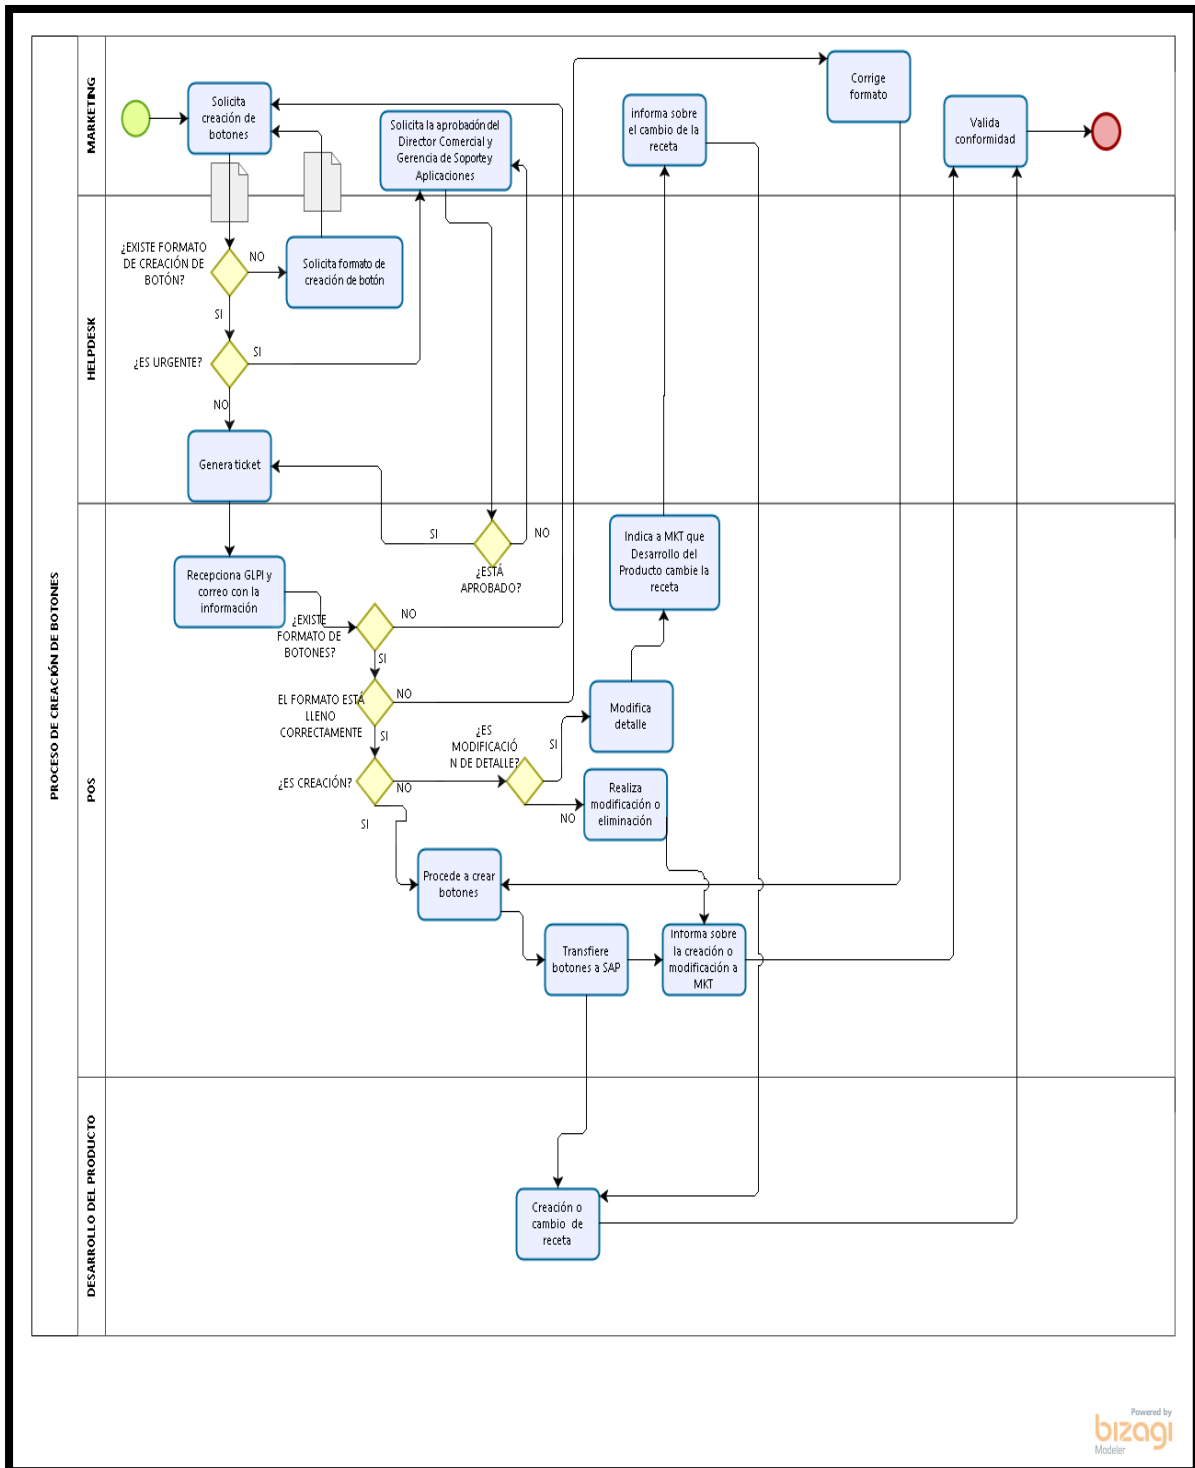 PROCESO DE CREACIÓN DE BOTONES
MARKETING
Solicita
creación de
botones
Solicita la aprobación del
Director Comercial y
Gerencia de Soporte y
Aplicaciones
informa sobre
el cambio de la
receta
Corrige
formato
Valida
conformidad
HELPDESK
¿EXISTE FORMATO
DE CREACIÓN DE
BOTÓN?
NO
Solicita formato de
creación de botón
SI
¿ES URGENTE?
SI
NO
Genera ticket
POS
SI
NO
¿ESTÁ
APROBADO?
Indica a MKT que
Desarrollo del
Producto cambie la
receta
Recepciona GLPI y
correo con la
información
¿EXISTE
FORMATO DE
BOTONES?
NO
SI
EL FORMATO ESTÁ
LLENO
CORRECTAMENTE
NO
SI
Modifica
detalle
¿ES
MODIFICACIÓ
N DE DETALLE?
SI
NO
¿ES CREACIÓN?
NO
SI
Realiza
modificación o
eliminación
Procede a crear
botones
Transfiere
botones a SAP
Informa sobre
la creación o
modificación a
MKT
DESARROLLO DEL PRODUCTO
Creación o
cambio de
receta
Powered by
bizagi
Modeler